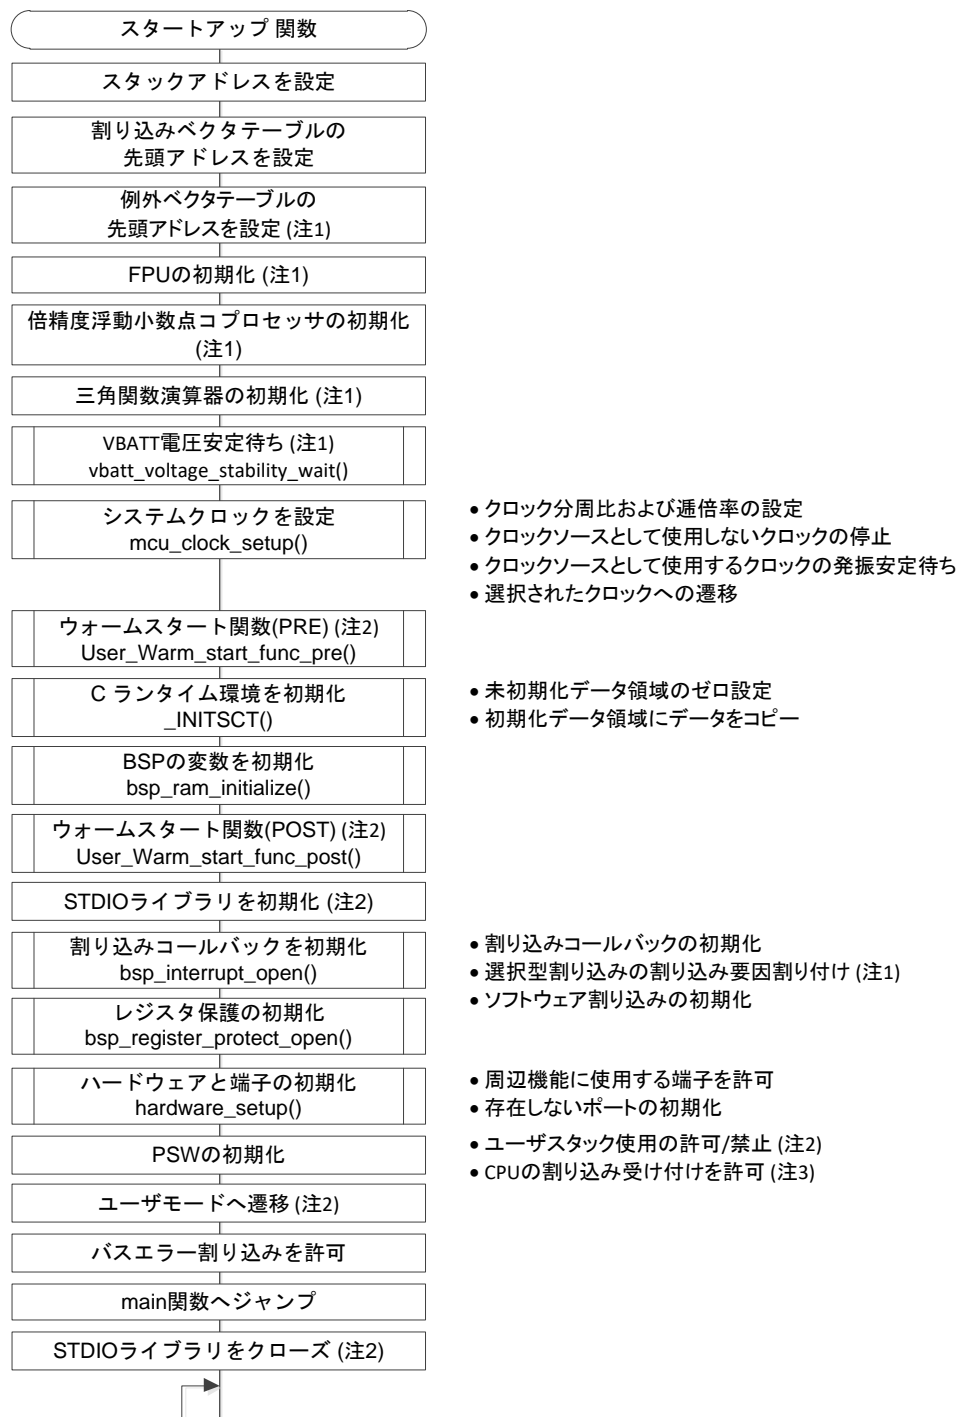 スタートアップ 関数
スタックアドレスを設定
割り込みベクタテーブルの
先頭アドレスを設定
例外ベクタテーブルの
先頭アドレスを設定 (注1)
FPUの初期化 (注1)
倍精度浮動小数点コプロセッサの初期化
(注1)
三角関数演算器の初期化 (注1)
VBATT電圧安定待ち (注1)
vbatt_voltage_stability_wait()
システムクロックを設定
mcu_clock_setup()
• クロック分周比および逓倍率の設定
• クロックソースとして使用しないクロックの停止
• クロックソースとして使用するクロックの発振安定待ち
• 選択されたクロックへの遷移
ウォームスタート関数(PRE) (注2)
User_Warm_start_func_pre()
C ランタイム環境を初期化
_INITSCT()
• 未初期化データ領域のゼロ設定
• 初期化データ領域にデータをコピー
BSPの変数を初期化
bsp_ram_initialize()
ウォームスタート関数(POST) (注2)
User_Warm_start_func_post()
STDIOライブラリを初期化 (注2)
割り込みコールバックを初期化
bsp_interrupt_open()
• 割り込みコールバックの初期化
• 選択型割り込みの割り込み要因割り付け (注1)
• ソフトウェア割り込みの初期化
レジスタ保護の初期化
bsp_register_protect_open()
ハードウェアと端子の初期化
hardware_setup()
• 周辺機能に使用する端子を許可
• 存在しないポートの初期化
PSWの初期化
• ユーザスタック使用の許可/禁止 (注2)
• CPUの割り込み受け付けを許可 (注3)
ユーザモードへ遷移 (注2)
バスエラー割り込みを許可
main関数へジャンプ
STDIOライブラリをクローズ (注2)